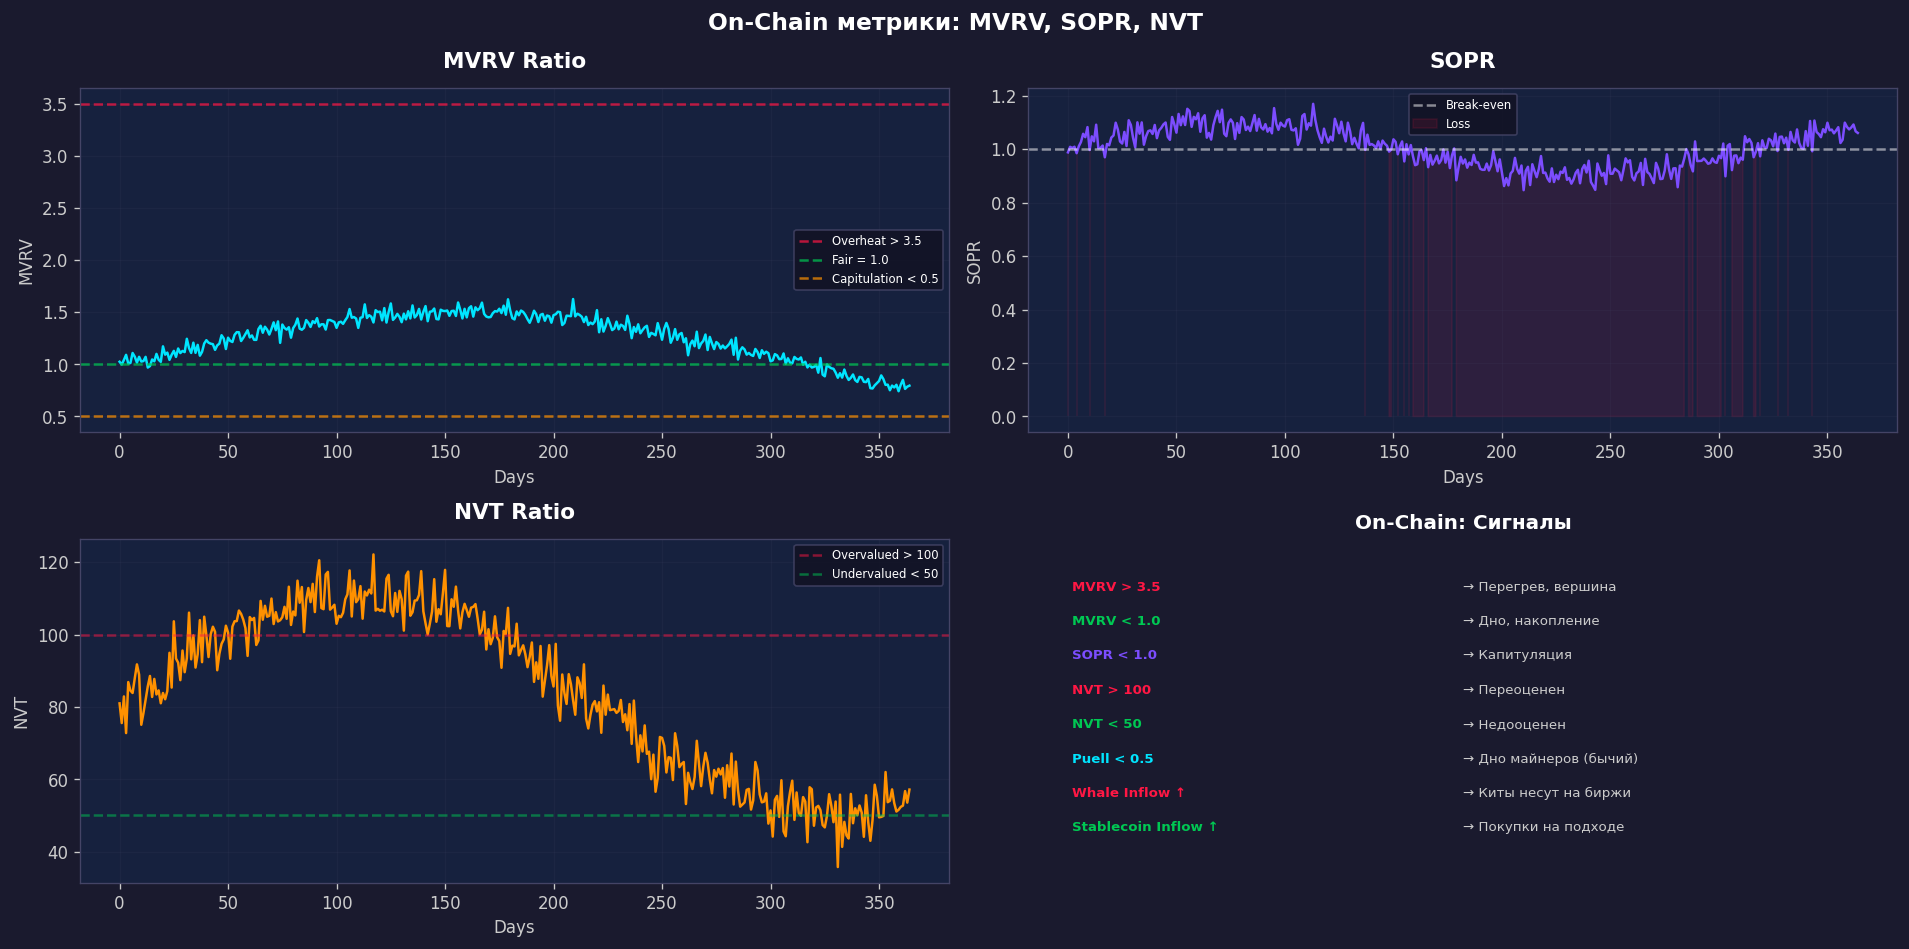 On-Chain метрики: MVRV, SOPR, NVT
MVRV Ratio
3.5
3.0
2.5
2.0
1.5
1.0
0.5
MVRV
Overheat > 3.5
Fair = 1.0
Capitulation < 0.5
0 50 100 150 200 250 300 350
Days
SOPR
1.2
1.0
0.8
0.6
0.4
0.2
0.0
SOPR
Break-even
Loss
0 50 100 150 200 250 300 350
Days
NVT Ratio
120
100
80
60
40
NVT
Overvalued > 100
Undervalued < 50
0 50 100 150 200 250 300 350
Days
On-Chain: Сигналы
MVRV > 3.5 → Перегрев, вершина
MVRV < 1.0 → Дно, накопление
SOPR < 1.0 → Капитуляция
NVT > 100 → Переоценен
NVT < 50 → Недооценен
Puell < 0.5 → Дно майнеров (бычий)
Whale Inflow ↑ → Киты несут на биржи
Stablecoin Inflow ↑ → Покупки на подходе